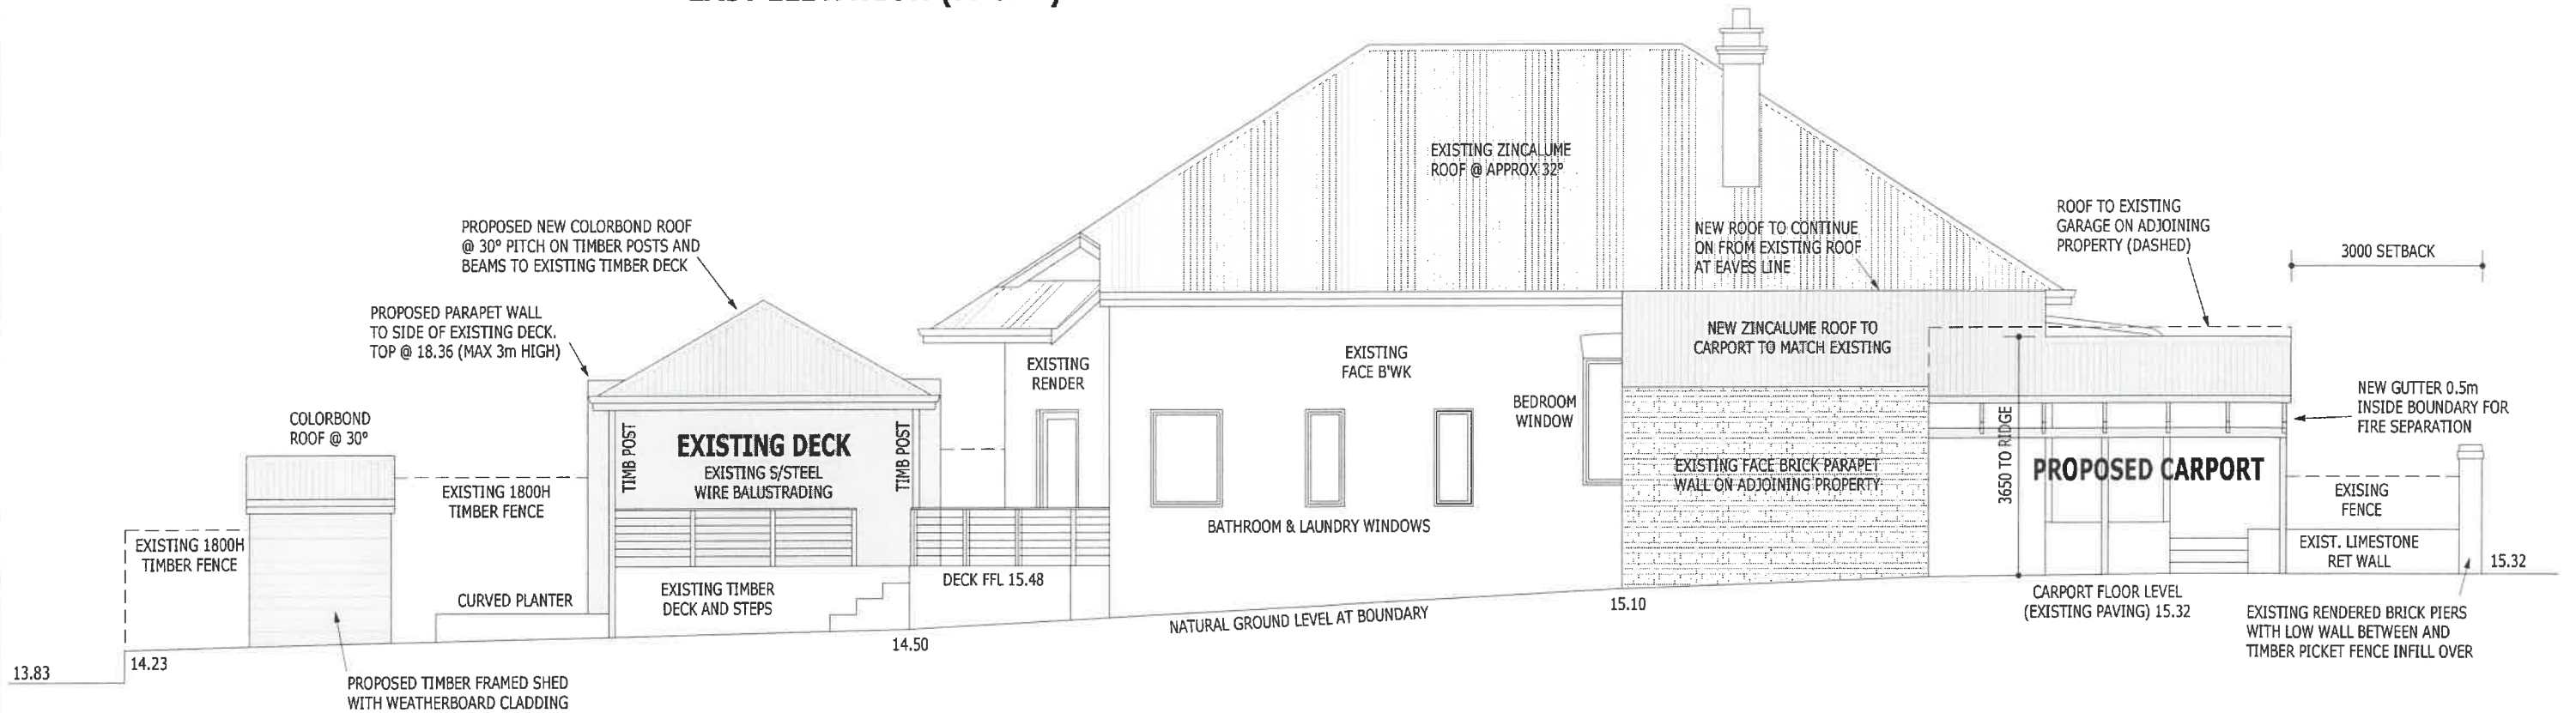 EXISTING ZINCALUME
ROOF @ APPROX 32°
PROPOSED NEW COLORBOND ROOF
@ 30° PITCH ON TIMBER POSTS AND
BEAMS TO EXISTING TIMBER DECK
NEW ROOF TO CONTINUE
ON FROM EXISTING ROOF
AT EAVES LINE
ROOF TO EXISTING
GARAGE ON ADJOINING
PROPERTY (DASHED)
3000 SETBACK
PROPOSED PARAPET WALL
TO SIDE OF EXISTING DECK.
TOP @ 18.36 (MAX 3m HIGH)
NEW ZINCALUME ROOF TO
CARPORT TO MATCH EXISTING
EXISTING
RENDER
EXISTING
FACE B'WK
BEDROOM
WINDOW
NEW GUTTER 0.5m
INSIDE BOUNDARY FOR
FIRE SEPARATION
COLORBOND
ROOF @ 30°
TIMB POST
EXISTING DECK
EXISTING S/STEEL
WIRE BALUSTRADING
TIMB POST
EXISTING FACE BRICK PARAPET
WALL ON ADJOINING PROPERTY
3650 TO RIDGE
PROPOSED CARPORT
EXISTING 1800H
TIMBER FENCE
EXISING
FENCE
BATHROOM & LAUNDRY WINDOWS
EXISTING 1800H
TIMBER FENCE
EXIST. LIMESTONE
RET WALL
15.32
CURVED PLANTER
EXISTING TIMBER
DECK AND STEPS
DECK FFL 15.48
CARPORT FLOOR LEVEL
(EXISTING PAVING) 15.32
15.10
NATURAL GROUND LEVEL AT BOUNDARY
EXISTING RENDERED BRICK PIERS
WITH LOW WALL BETWEEN AND
TIMBER PICKET FENCE INFILL OVER
14.50
13.83
14.23
PROPOSED TIMBER FRAMED SHED
WITH WEATHERBOARD CLADDING